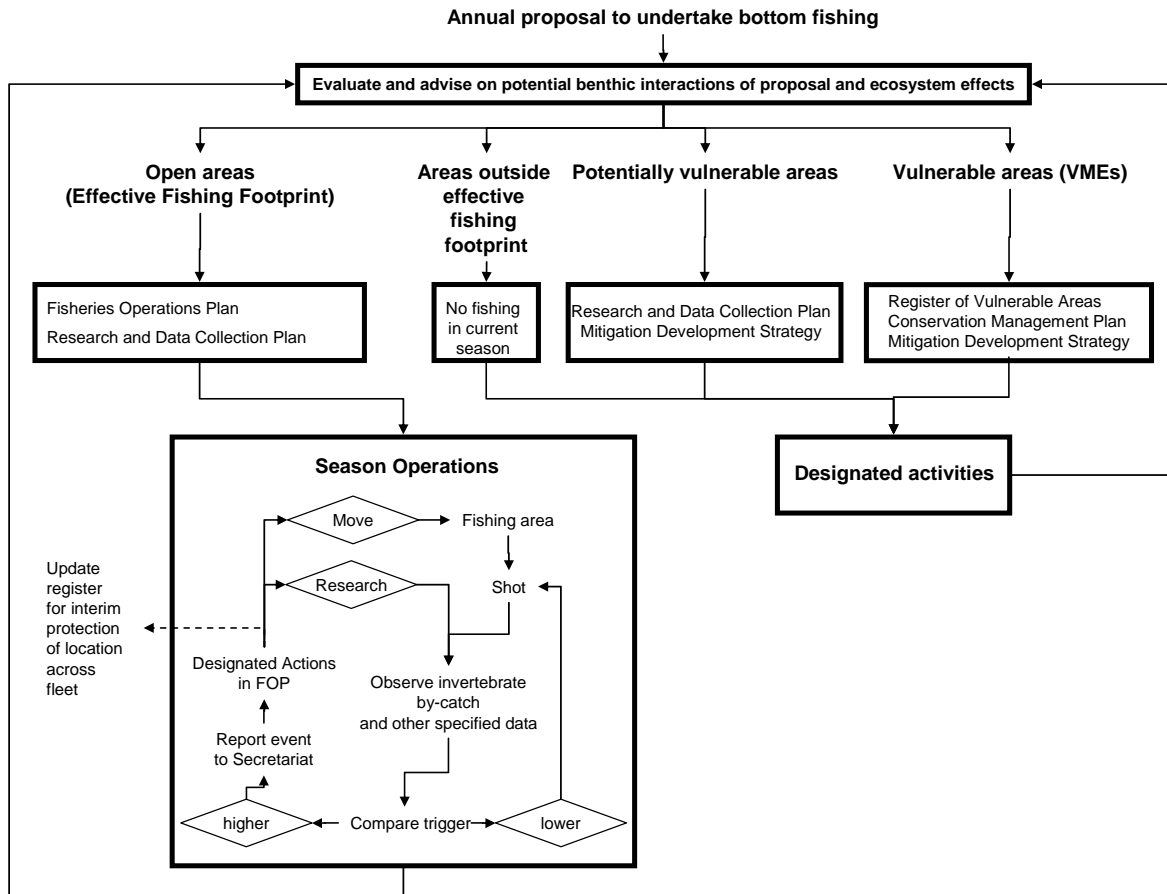 Annual proposal to undertake bottom fishing
Evaluate and advise on potential benthic interactions of proposal and ecosystem effects
Open areas
(Effective Fishing Footprint)
Areas outside
effective
fishing
footprint
Potentially vulnerable areas
Vulnerable areas (VMEs)
Fisheries Operations Plan
Research and Data Collection Plan
No fishing
in current
season
Research and Data Collection Plan
Mitigation Development Strategy
Register of Vulnerable Areas
Conservation Management Plan
Mitigation Development Strategy
Season Operations
Designated activities
Move
Fishing area
Research
Shot
Update
register
for interim
protection
of location
across
fleet
Designated Actions
in FOP
Observe invertebrate
by-catch
and other specified data
Report event
to Secretariat
higher
Compare trigger
lower